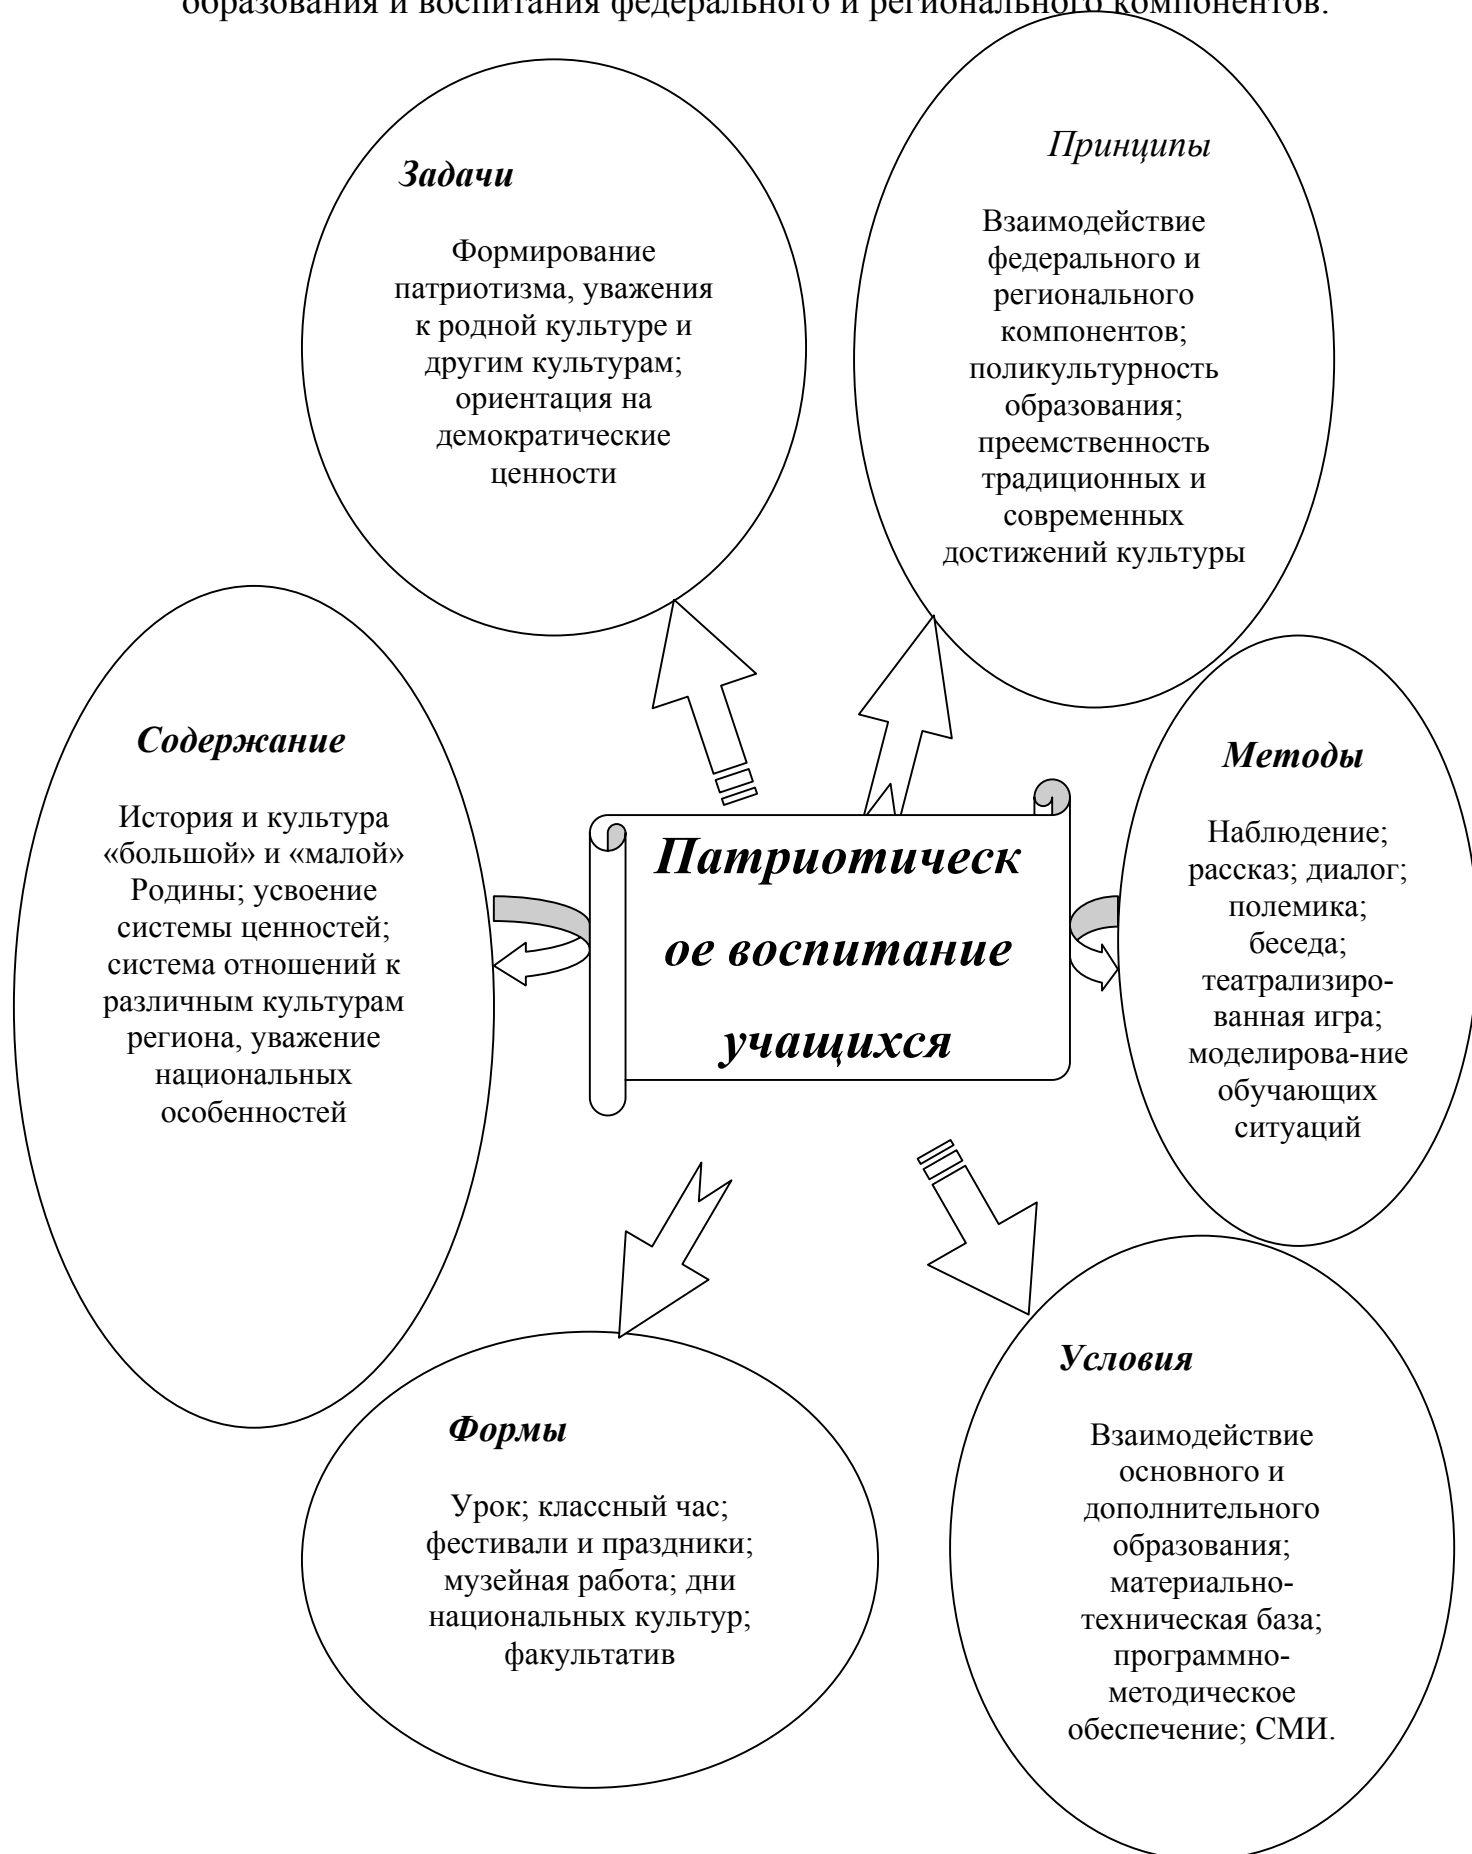 образования и воспитания федерального и регионального компонентов.
Задачи
Формирование
патриотизма, уважения
к родной культуре и
другим культурам;
ориентация на
демократические
ценности
Принципы
Взаимодействие
федерального и
регионального
компонентов;
поликультурность
образования;
преемственность
традиционных и
современных
достижений культуры
Содержание
История и культура
«большой» и «малой»
Родины; усвоение
системы ценностей;
система отношений к
различным культурам
региона, уважение
национальных
особенностей
Патриотическ
ое воспитание
учащихся
Методы
Наблюдение;
рассказ; диалог;
полемика;
беседа;
театрализиро-
ванная игра;
моделирова-ние
обучающих
ситуаций
Формы
Урок; классный час;
фестивали и праздники;
музейная работа; дни
национальных культур;
факультатив
Условия
Взаимодействие
основного и
дополнительного
образования;
материально-
техническая база;
программно-
методическое
обеспечение; СМИ.